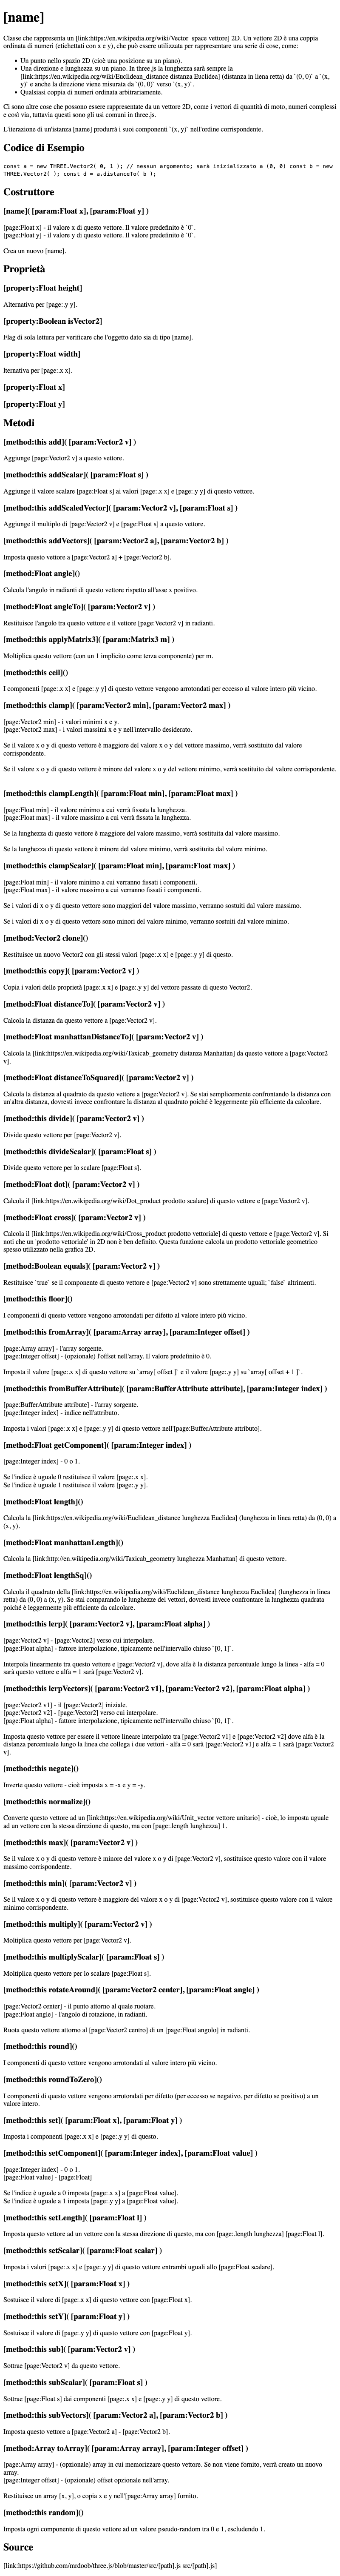 [name]
Classe che rappresenta un [link:https://en.wikipedia.org/wiki/Vector_space vettore] 2D. Un vettore 2D è una coppia
ordinata di numeri (etichettati con x e y), che può essere utilizzata per rappresentare una serie di cose, come:
Un punto nello spazio 2D (cioè una posizione su un piano).
Una direzione e lunghezza su un piano. In three.js la lunghezza sarà sempre la
[link:https://en.wikipedia.org/wiki/Euclidean_distance distanza Euclidea] (distanza in linea retta) da `(0, 0)` a `(x,
y)` e anche la direzione viene misurata da `(0, 0)` verso `(x, y)`.
Qualsiasi coppia di numeri ordinata arbitrariamente.
Ci sono altre cose che possono essere rappresentate da un vettore 2D, come i vettori di quantità di moto, numeri complessi
e così via, tuttavia questi sono gli usi comuni in three.js.
L'iterazione di un'istanza [name] produrrà i suoi componenti `(x, y)` nell'ordine corrispondente.
Codice di Esempio
const a = new THREE.Vector2( 0, 1 ); // nessun argomento; sarà inizializzato a (0, 0) const b = new
THREE.Vector2( ); const d = a.distanceTo( b );
Costruttore
[name]( [param:Float x], [param:Float y] )
[page:Float x] - il valore x di questo vettore. Il valore predefinito è `0`.
[page:Float y] - il valore y di questo vettore. Il valore predefinito è `0`.
Crea un nuovo [name].
Proprietà
[property:Float height]
Alternativa per [page:.y y].
[property:Boolean isVector2]
Flag di sola lettura per verificare che l'oggetto dato sia di tipo [name].
[property:Float width]
lternativa per [page:.x x].
[property:Float x]
[property:Float y]
Metodi
[method:this add]( [param:Vector2 v] )
Aggiunge [page:Vector2 v] a questo vettore.
[method:this addScalar]( [param:Float s] )
Aggiunge il valore scalare [page:Float s] ai valori [page:.x x] e [page:.y y] di questo vettore.
[method:this addScaledVector]( [param:Vector2 v], [param:Float s] )
Aggiunge il multiplo di [page:Vector2 v] e [page:Float s] a questo vettore.
[method:this addVectors]( [param:Vector2 a], [param:Vector2 b] )
Imposta questo vettore a [page:Vector2 a] + [page:Vector2 b].
[method:Float angle]()
Calcola l'angolo in radianti di questo vettore rispetto all'asse x positivo.
[method:Float angleTo]( [param:Vector2 v] )
Restituisce l'angolo tra questo vettore e il vettore [page:Vector2 v] in radianti.
[method:this applyMatrix3]( [param:Matrix3 m] )
Moltiplica questo vettore (con un 1 implicito come terza componente) per m.
[method:this ceil]()
I componenti [page:.x x] e [page:.y y] di questo vettore vengono arrotondati per eccesso al valore intero più vicino.
[method:this clamp]( [param:Vector2 min], [param:Vector2 max] )
[page:Vector2 min] - i valori minimi x e y.
[page:Vector2 max] - i valori massimi x e y nell'intervallo desiderato.
Se il valore x o y di questo vettore è maggiore del valore x o y del vettore massimo, verrà sostituito dal valore
corrispondente.
Se il valore x o y di questo vettore è minore del valore x o y del vettore minimo, verrà sostituito dal valore corrispondente.
[method:this clampLength]( [param:Float min], [param:Float max] )
[page:Float min] - il valore minimo a cui verrà fissata la lunghezza.
[page:Float max] - il valore massimo a cui verrà fissata la lunghezza.
Se la lunghezza di questo vettore è maggiore del valore massimo, verrà sostituita dal valore massimo.
Se la lunghezza di questo vettore è minore del valore minimo, verrà sostituita dal valore minimo.
[method:this clampScalar]( [param:Float min], [param:Float max] )
[page:Float min] - il valore minimo a cui verranno fissati i componenti.
[page:Float max] - il valore massimo a cui verranno fissati i componenti.
Se i valori di x o y di questo vettore sono maggiori del valore massimo, verranno sostuiti dal valore massimo.
Se i valori di x o y di questo vettore sono minori del valore minimo, verranno sostuiti dal valore minimo.
[method:Vector2 clone]()
Restituisce un nuovo Vector2 con gli stessi valori [page:.x x] e [page:.y y] di questo.
[method:this copy]( [param:Vector2 v] )
Copia i valori delle proprietà [page:.x x] e [page:.y y] del vettore passate di questo Vector2.
[method:Float distanceTo]( [param:Vector2 v] )
Calcola la distanza da questo vettore a [page:Vector2 v].
[method:Float manhattanDistanceTo]( [param:Vector2 v] )
Calcola la [link:https://en.wikipedia.org/wiki/Taxicab_geometry distanza Manhattan] da questo vettore a [page:Vector2
v].
[method:Float distanceToSquared]( [param:Vector2 v] )
Calcola la distanza al quadrato da questo vettore a [page:Vector2 v]. Se stai semplicemente confrontando la distanza con
un'altra distanza, dovresti invece confrontare la distanza al quadrato poiché è leggermente più efficiente da calcolare.
[method:this divide]( [param:Vector2 v] )
Divide questo vettore per [page:Vector2 v].
[method:this divideScalar]( [param:Float s] )
Divide questo vettore per lo scalare [page:Float s].
[method:Float dot]( [param:Vector2 v] )
Calcola il [link:https://en.wikipedia.org/wiki/Dot_product prodotto scalare] di questo vettore e [page:Vector2 v].
[method:Float cross]( [param:Vector2 v] )
Calcola il [link:https://en.wikipedia.org/wiki/Cross_product prodotto vettoriale] di questo vettore e [page:Vector2 v]. Si
noti che un 'prodotto vettoriale' in 2D non è ben definito. Questa funzione calcola un prodotto vettoriale geometrico
spesso utilizzato nella grafica 2D.
[method:Boolean equals]( [param:Vector2 v] )
Restituisce `true` se il componente di questo vettore e [page:Vector2 v] sono strettamente uguali; `false` altrimenti.
[method:this floor]()
I componenti di questo vettore vengono arrotondati per difetto al valore intero più vicino.
[method:this fromArray]( [param:Array array], [param:Integer offset] )
[page:Array array] - l'array sorgente.
[page:Integer offset] - (opzionale) l'offset nell'array. Il valore predefinito è 0.
Imposta il valore [page:.x x] di questo vettore su `array[ offset ]` e il valore [page:.y y] su `array[ offset + 1 ]`.
[method:this fromBufferAttribute]( [param:BufferAttribute attribute], [param:Integer index] )
[page:BufferAttribute attribute] - l'array sorgente.
[page:Integer index] - indice nell'attributo.
Imposta i valori [page:.x x] e [page:.y y] di questo vettore nell'[page:BufferAttribute attributo].
[method:Float getComponent]( [param:Integer index] )
[page:Integer index] - 0 o 1.
Se l'indice è uguale 0 restituisce il valore [page:.x x].
Se l'indice è uguale 1 restituisce il valore [page:.y y].
[method:Float length]()
Calcola la [link:https://en.wikipedia.org/wiki/Euclidean_distance lunghezza Euclidea] (lunghezza in linea retta) da (0, 0) a
(x, y).
[method:Float manhattanLength]()
Calcola la [link:http://en.wikipedia.org/wiki/Taxicab_geometry lunghezza Manhattan] di questo vettore.
[method:Float lengthSq]()
Calcola il quadrato della [link:https://en.wikipedia.org/wiki/Euclidean_distance lunghezza Euclidea] (lunghezza in linea
retta) da (0, 0) a (x, y). Se stai comparando le lunghezze dei vettori, dovresti invece confrontare la lunghezza quadrata
poiché è leggermente più efficiente da calcolare.
[method:this lerp]( [param:Vector2 v], [param:Float alpha] )
[page:Vector2 v] - [page:Vector2] verso cui interpolare.
[page:Float alpha] - fattore interpolazione, tipicamente nell'intervallo chiuso `[0, 1]`.
Interpola linearmente tra questo vettore e [page:Vector2 v], dove alfa è la distanza percentuale lungo la linea - alfa = 0
sarà questo vettore e alfa = 1 sarà [page:Vector2 v].
[method:this lerpVectors]( [param:Vector2 v1], [param:Vector2 v2], [param:Float alpha] )
[page:Vector2 v1] - il [page:Vector2] iniziale.
[page:Vector2 v2] - [page:Vector2] verso cui interpolare.
[page:Float alpha] - fattore interpolazione, tipicamente nell'intervallo chiuso `[0, 1]`.
Imposta questo vettore per essere il vettore lineare interpolato tra [page:Vector2 v1] e [page:Vector2 v2] dove alfa è la
distanza percentuale lungo la linea che collega i due vettori - alfa = 0 sarà [page:Vector2 v1] e alfa = 1 sarà [page:Vector2
v].
[method:this negate]()
Inverte questo vettore - cioè imposta x = -x e y = -y.
[method:this normalize]()
Converte questo vettore ad un [link:https://en.wikipedia.org/wiki/Unit_vector vettore unitario] - cioè, lo imposta uguale
ad un vettore con la stessa direzione di questo, ma con [page:.length lunghezza] 1.
[method:this max]( [param:Vector2 v] )
Se il valore x o y di questo vettore è minore del valore x o y di [page:Vector2 v], sostituisce questo valore con il valore
massimo corrispondente.
[method:this min]( [param:Vector2 v] )
Se il valore x o y di questo vettore è maggiore del valore x o y di [page:Vector2 v], sostituisce questo valore con il valore
minimo corrispondente.
[method:this multiply]( [param:Vector2 v] )
Moltiplica questo vettore per [page:Vector2 v].
[method:this multiplyScalar]( [param:Float s] )
Moltiplica questo vettore per lo scalare [page:Float s].
[method:this rotateAround]( [param:Vector2 center], [param:Float angle] )
[page:Vector2 center] - il punto attorno al quale ruotare.
[page:Float angle] - l'angolo di rotazione, in radianti.
Ruota questo vettore attorno al [page:Vector2 centro] di un [page:Float angolo] in radianti.
[method:this round]()
I componenti di questo vettore vengono arrotondati al valore intero più vicino.
[method:this roundToZero]()
I componenti di questo vettore vengono arrotondati per difetto (per eccesso se negativo, per difetto se positivo) a un
valore intero.
[method:this set]( [param:Float x], [param:Float y] )
Imposta i componenti [page:.x x] e [page:.y y] di questo.
[method:this setComponent]( [param:Integer index], [param:Float value] )
[page:Integer index] - 0 o 1.
[page:Float value] - [page:Float]
Se l'indice è uguale a 0 imposta [page:.x x] a [page:Float value].
Se l'indice è uguale a 1 imposta [page:.y y] a [page:Float value].
[method:this setLength]( [param:Float l] )
Imposta questo vettore ad un vettore con la stessa direzione di questo, ma con [page:.length lunghezza] [page:Float l].
[method:this setScalar]( [param:Float scalar] )
Imposta i valori [page:.x x] e [page:.y y] di questo vettore entrambi uguali allo [page:Float scalare].
[method:this setX]( [param:Float x] )
Sostuisce il valore di [page:.x x] di questo vettore con [page:Float x].
[method:this setY]( [param:Float y] )
Sostuisce il valore di [page:.y y] di questo vettore con [page:Float y].
[method:this sub]( [param:Vector2 v] )
Sottrae [page:Vector2 v] da questo vettore.
[method:this subScalar]( [param:Float s] )
Sottrae [page:Float s] dai componenti [page:.x x] e [page:.y y] di questo vettore.
[method:this subVectors]( [param:Vector2 a], [param:Vector2 b] )
Imposta questo vettore a [page:Vector2 a] - [page:Vector2 b].
[method:Array toArray]( [param:Array array], [param:Integer offset] )
[page:Array array] - (opzionale) array in cui memorizzare questo vettore. Se non viene fornito, verrà creato un nuovo
array.
[page:Integer offset] - (opzionale) offset opzionale nell'array.
Restituisce un array [x, y], o copia x e y nell'[page:Array array] fornito.
[method:this random]()
Imposta ogni componente di questo vettore ad un valore pseudo-random tra 0 e 1, escludendo 1.
Source
[link:https://github.com/mrdoob/three.js/blob/master/src/[path].js src/[path].js]